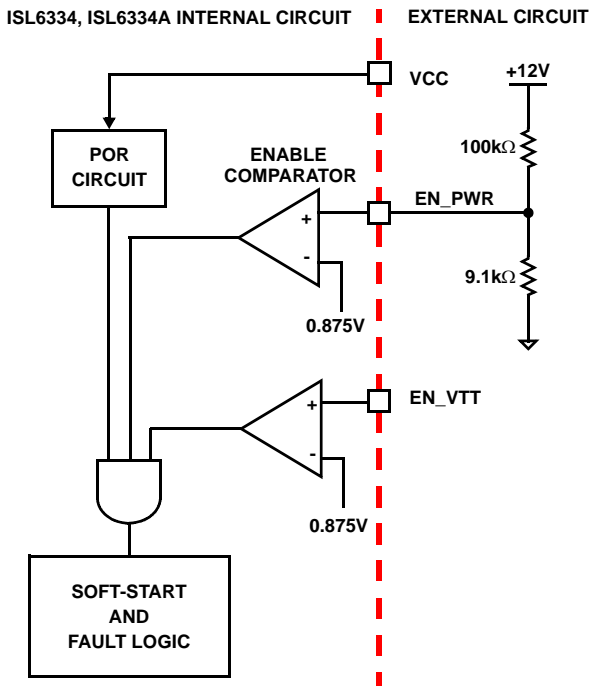 ISL6334, ISL6334A INTERNAL CIRCUIT
EXTERNAL CIRCUIT
VCC
+12V
POR
CIRCUIT
ENABLE
COMPARATOR
100kΩ
EN_PWR
+
-
0.875V
9.1kΩ
EN_VTT
+
-
0.875V
SOFT-START
AND
FAULT LOGIC